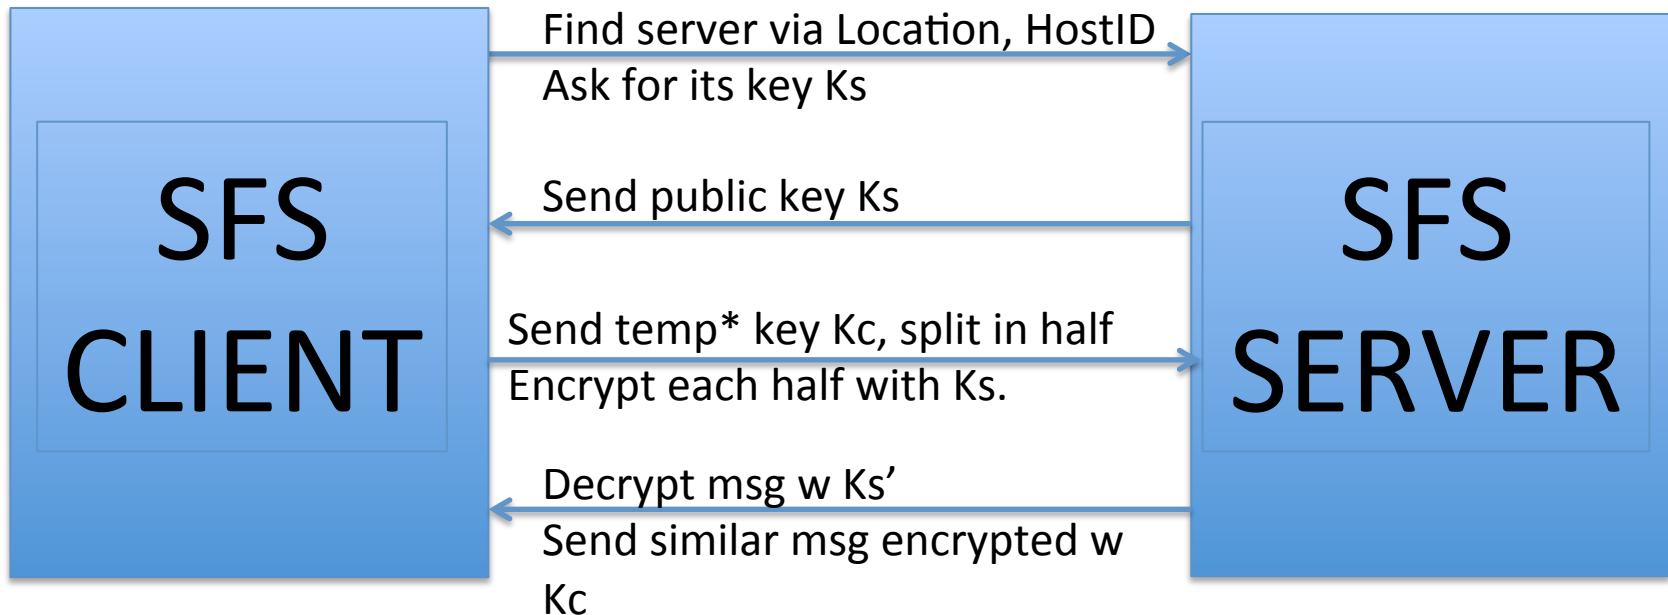 SFS
CLIENT
Find server via Location, HostID
Ask for its key Ks
Send public key Ks
Send temp* key Kc, split in half
Encrypt each half with Ks.
Decrypt msg w Ks’
Send similar msg encrypted w
Kc
SFS
SERVER